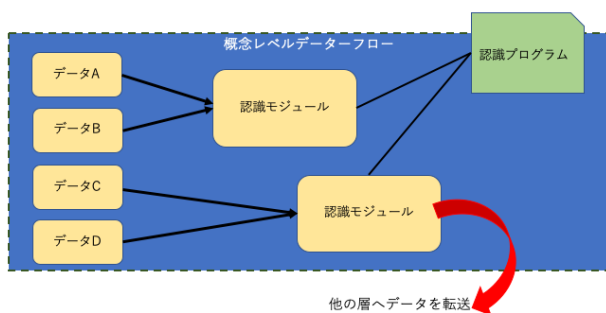 概念レベルデーターフロー
認識プログラム
データA
認識モジュール
データB
データC
認識モジュール
データD
他の層へデータを転送